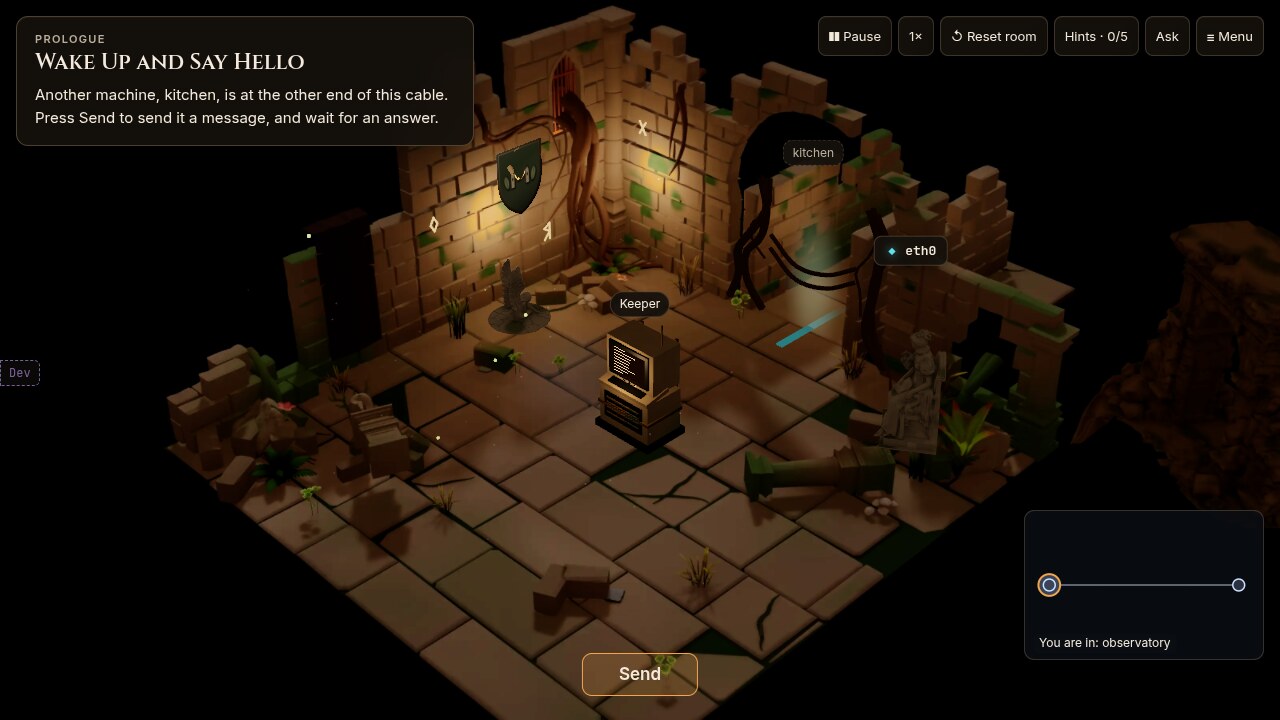 PROLOGUE
Wake Up and Say Hello
Another machine, kitchen, is at the other end of this cable.
Press Send to send it a message, and wait for an answer.
Pause
1×
Reset room
Hints · 0/5
Ask
≡ Menu
kitchen
eth0
Keeper
Dev
You are in: observatory
Send